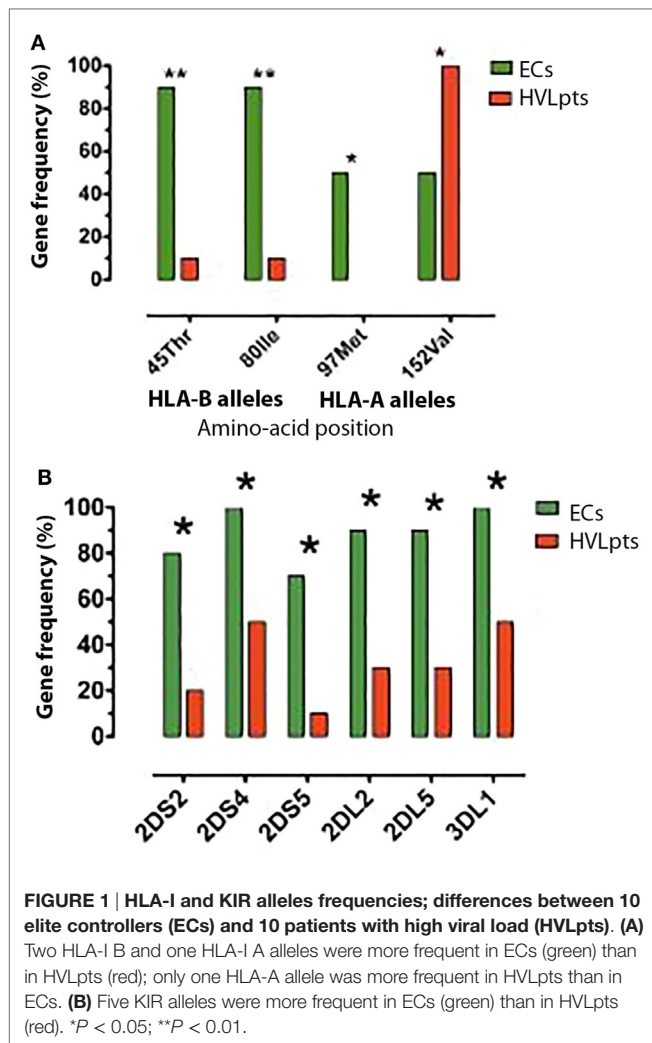 A
Gene frequency (%)
100
80
60
40
20
0
** ** * *
ECs
HVLpts
45Thr 80Ile 97Met 152Val
HLA-B alleles HLA-A alleles
Amino-acid position
B
Gene frequency (%)
100
80
60
40
20
0
* * * * * *
ECs
HVLpts
2DS2 2DS4 2DS5 2DL2 2DL5 3DL1
FIGURE 1 | HLA-I and KIR alleles frequencies; differences between 10
elite controllers (ECs) and 10 patients with high viral load (HVLpts). (A)
Two HLA-I B and one HLA-I A alleles were more frequent in ECs (green) than
in HVLpts (red); only one HLA-A allele was more frequent in HVLpts than in
ECs. (B) Five KIR alleles were more frequent in ECs (green) than in HVLpts
(red). *P < 0.05; **P < 0.01.